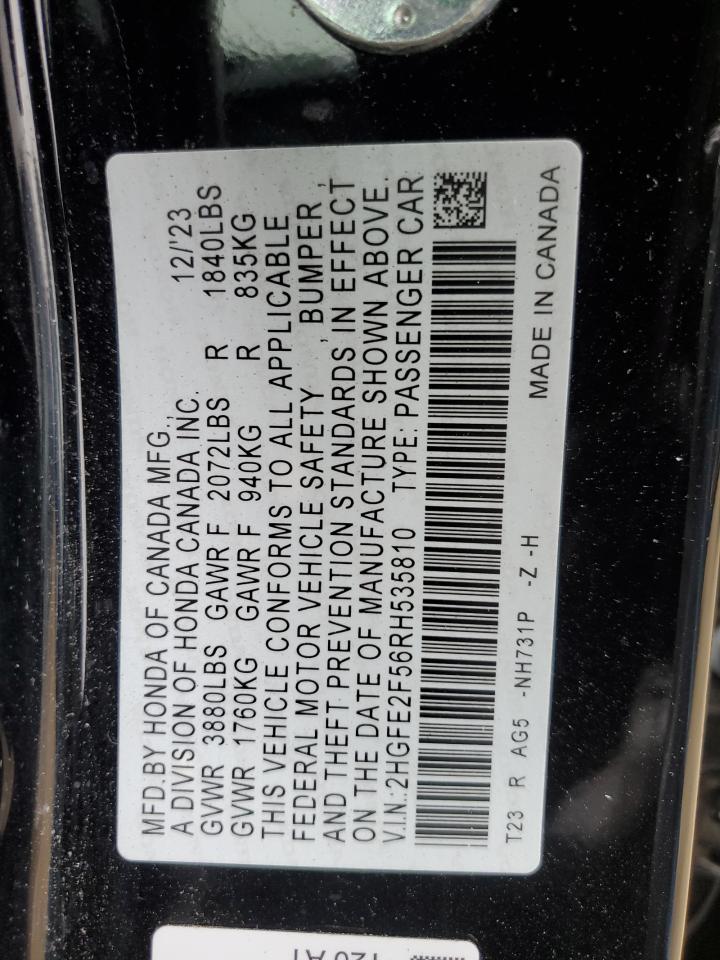 MFD.BY HONDA OF CANADA MFG.,
A DIVISION OF HONDA CANADA INC. 12/'23
GVWR 3880LBS GAWR F 2072LBS R 1840LBS
GVWR 1760KG GAWR F 940KG R 835KG
THIS VEHICLE CONFORMS TO ALL APPLICABLE
FEDERAL MOTOR VEHICLE SAFETY , BUMPER ,
AND THEFT PREVENTION STANDARDS IN EFFECT
ON THE DATE OF MANUFACTURE SHOWN ABOVE.
V.I.N.:2HGFE2F56RH535810 TYPE: PASSENGER CAR
T23 R AG5 -NH731P -Z -H
MADE IN CANADA